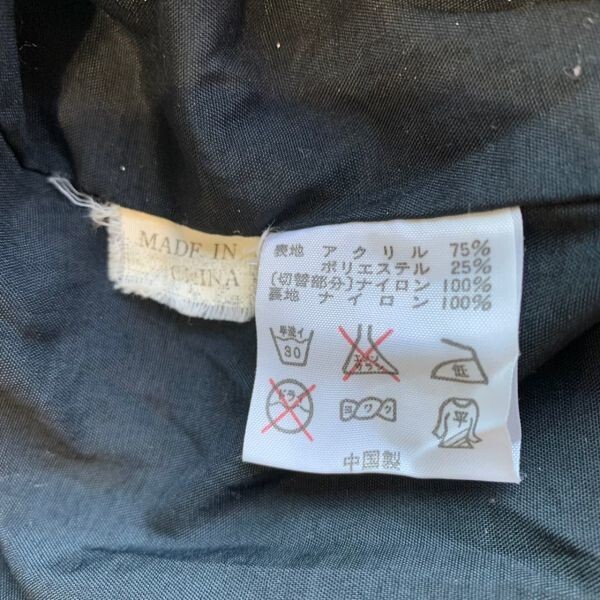 MADE IN
CHINA
表地 アクリル 75%
ポリエステル 25%
(切替部分)ナイロン 100%
裏地 ナイロン 100%
手洗イ
30
エンソ
サラシ
低
ドライ
ヨワク
平
中国製